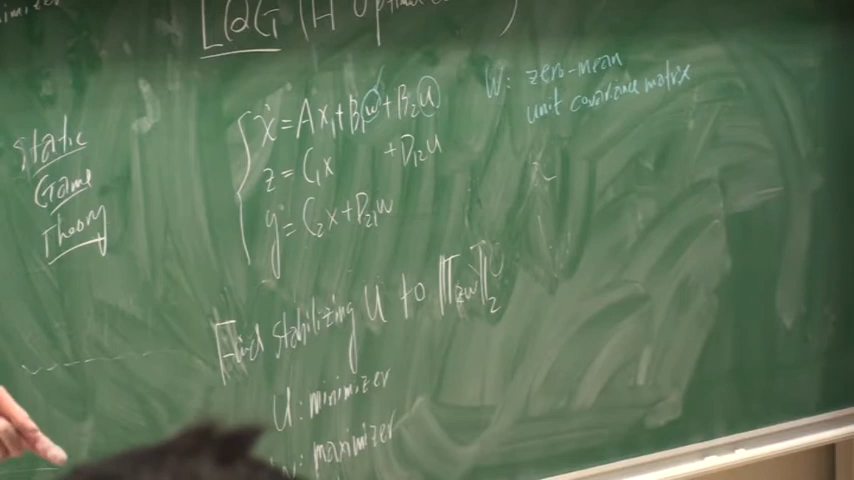 LQG (H
Static
Game
Theory
ẋ = Ax + B₁w + B₂u
z = C₁x + D₁₂u
y = C₂x + D₂₁w
w: zero-mean
unit covariance matrix
Find stabilizing u to ‖Tzw‖₂
u: minimizer
w: maximizer